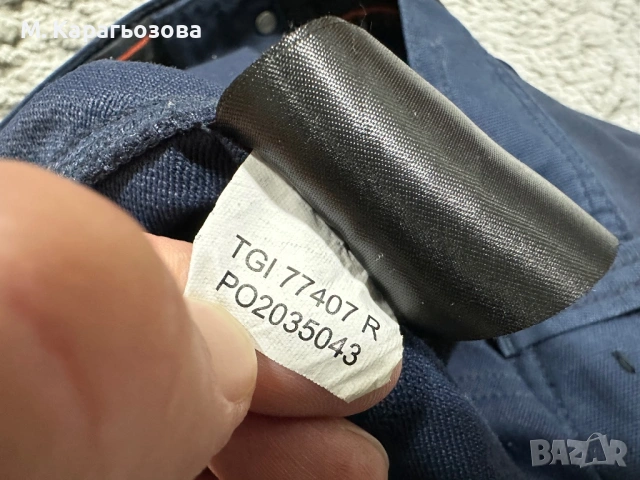 М Карагьозова
TGI 77407 R
PO2035043
BAZAR